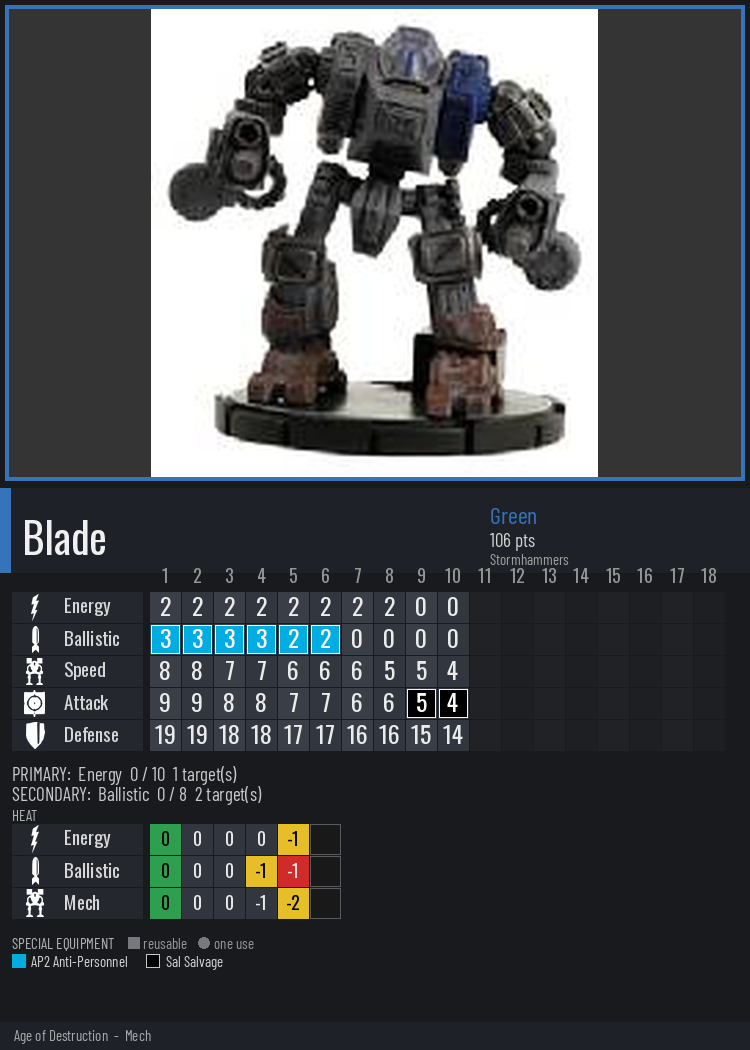 Blade
Green
106 pts
Stormhammers
1 2 3 4 5 6 7 8 9 10 11 12 13 14 15 16 17 18
Energy 2 2 2 2 2 2 2 2 0 0
Ballistic 3 3 3 3 2 2 0 0 0 0
Speed 8 8 7 7 6 6 6 5 5 4
Attack 9 9 8 8 7 7 6 6 5 4
Defense 19 19 18 18 17 17 16 16 15 14
PRIMARY: Energy 0 / 10 1 target(s)
SECONDARY: Ballistic 0 / 8 2 target(s)
HEAT
Energy 0 0 0 0 -1
Ballistic 0 0 0 -1 -1
Mech 0 0 0 -1 -2
SPECIAL EQUIPMENT reusable one use
AP2 Anti-Personnel Sal Salvage
Age of Destruction - Mech